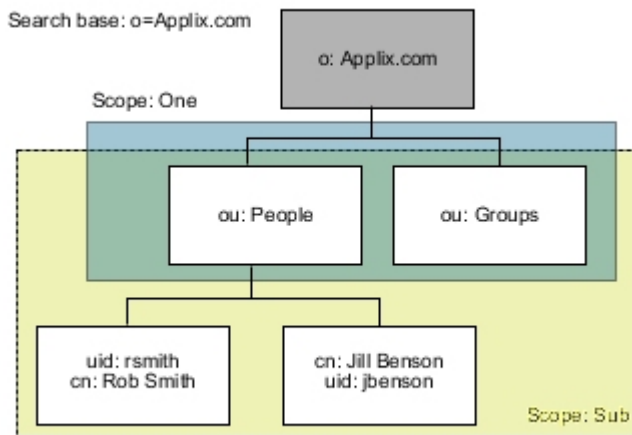 Search base: o=Applix.com
o: Applix.com
Scope: One
ou: People
ou: Groups
uid: rsmith
cn: Rob Smith
cn: Jill Benson
uid: jbenson
Scope: Sub